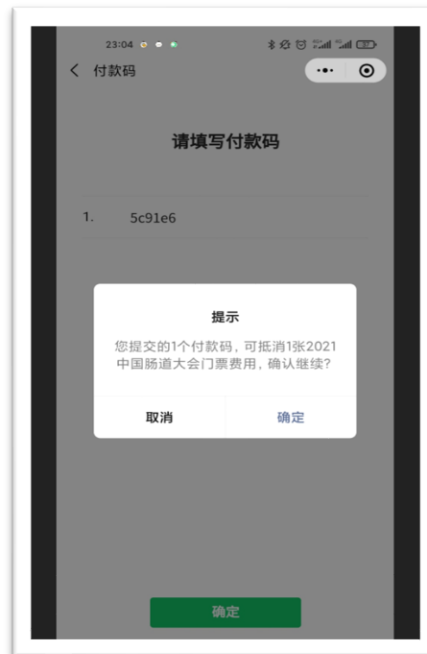 23:04
付款码
请填写付款码
1. 5c91e6
提示
您提交的1个付款码，可抵消1张2021
中国肠道大会门票费用，确认继续？
取消 确定
确定